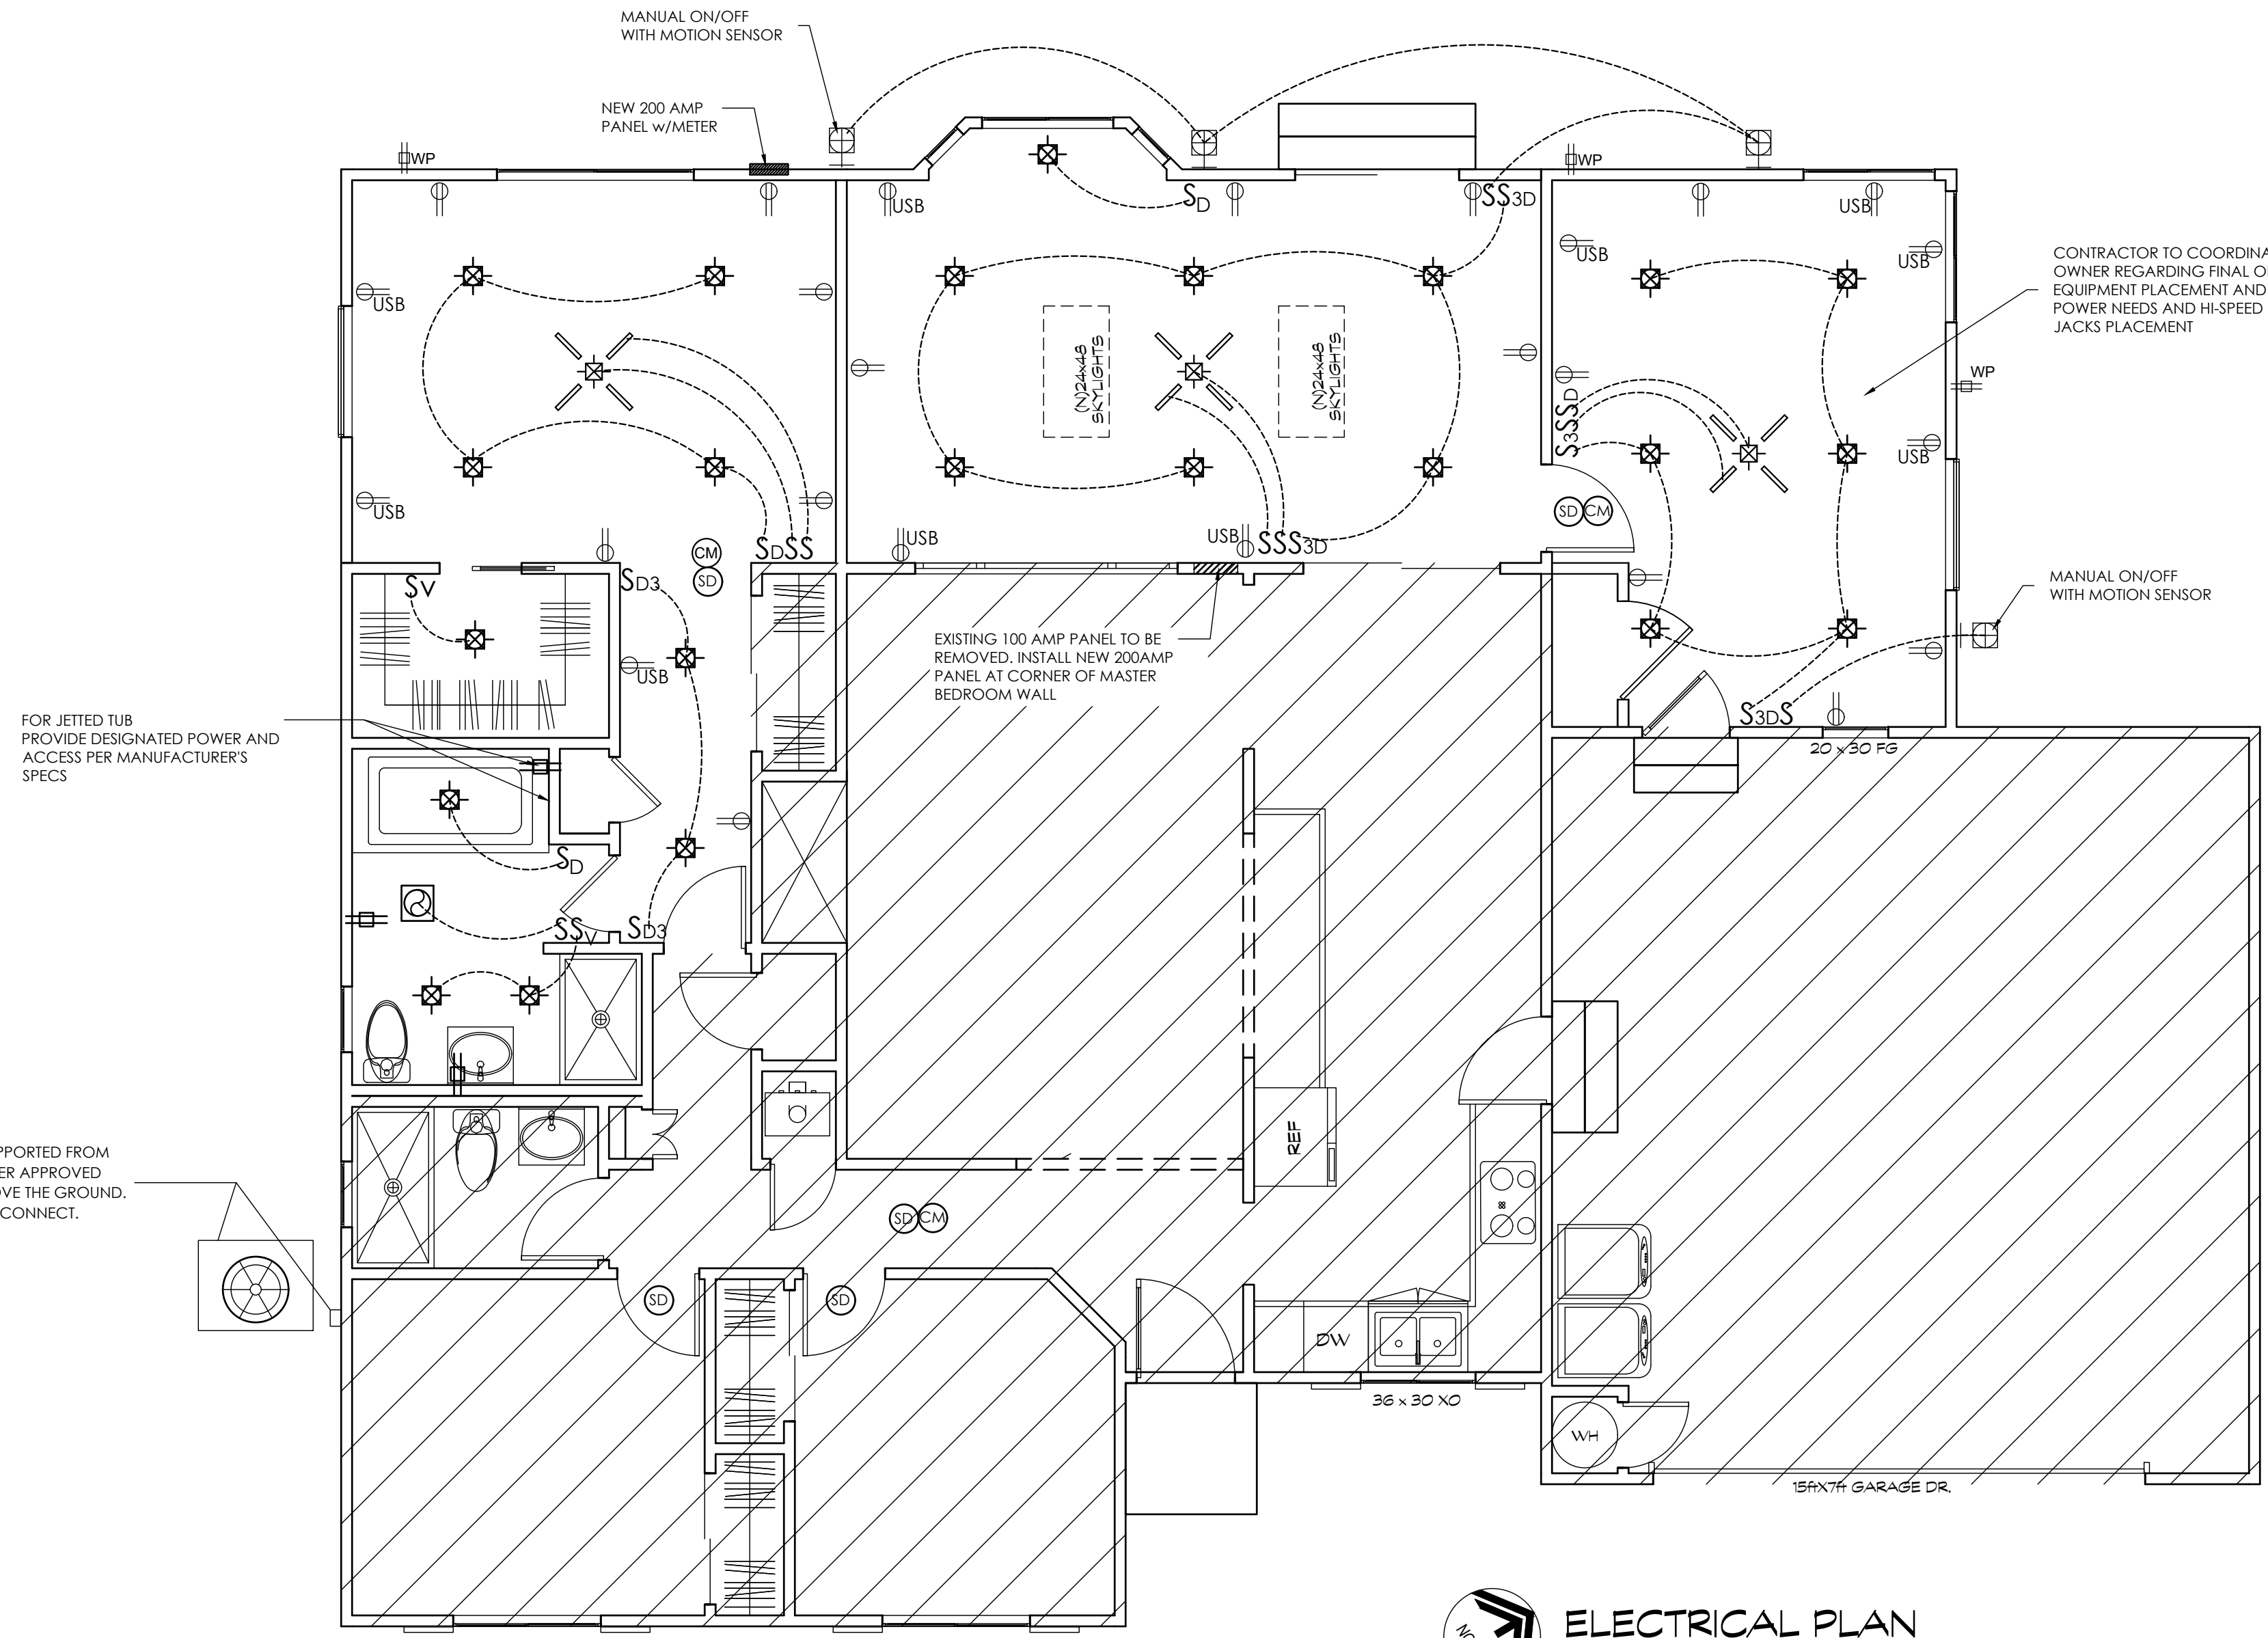 MANUAL ON/OFF
WITH MOTION SENSOR
NEW 200 AMP
PANEL w/METER
WP
WP
USB
SD
SS3D
USB
USB
USB
USB
CONTRACTOR TO COORDINA
OWNER REGARDING FINAL O
EQUIPMENT PLACEMENT AND
POWER NEEDS AND HI-SPEED
JACKS PLACEMENT
(N)24x48
SKYLIGHTS
(N)24x48
SKYLIGHTS
WP
S3SSD
USB
USB
SD CM
USB
USB
SDSS
SSS3D
CM
SD
SV
SD3
MANUAL ON/OFF
WITH MOTION SENSOR
EXISTING 100 AMP PANEL TO BE
REMOVED. INSTALL NEW 200AMP
PANEL AT CORNER OF MASTER
BEDROOM WALL
USB
FOR JETTED TUB
PROVIDE DESIGNATED POWER AND
ACCESS PER MANUFACTURER'S
SPECS
S3DS
20 x 30 FG
SD
SSV
SD3
REF
PPORTED FROM
ER APPROVED
OVE THE GROUND.
CONNECT.
SD CM
SD
SD
DW
36 x 30 XO
WH
15ftX7ft GARAGE DR.
NO
ELECTRICAL PLAN